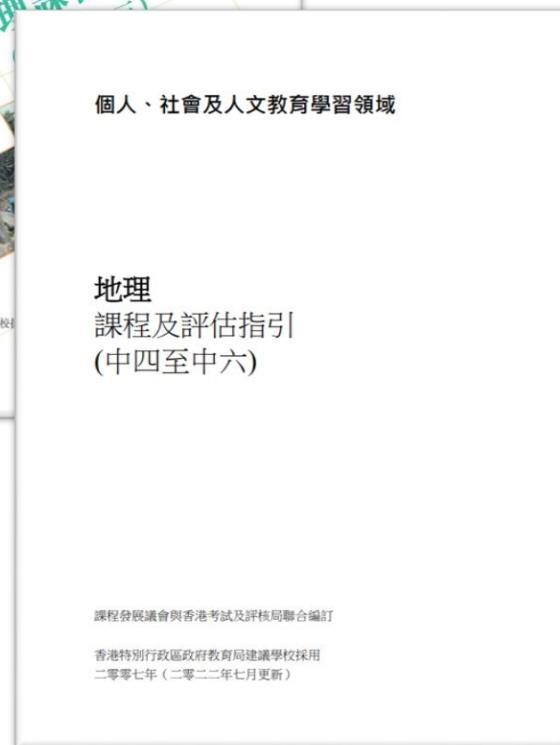 個人、社會及人文教育學習領域
地理
課程及評估指引
(中四至中六)
課程發展議會與香港考試及評核局聯合編訂
香港特別行政區政府教育局建議學校採用
二零零七年（二零二二年七月更新）